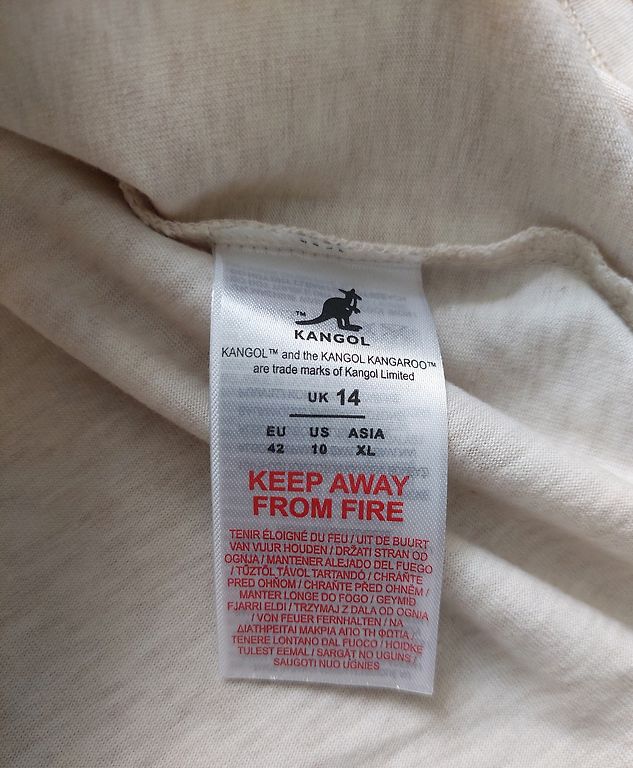 TM
KANGOL
KANGOL™ and the KANGOL KANGAROO™
are trade marks of Kangol Limited
UK 14
EU US ASIA
42 10 XL
KEEP AWAY
FROM FIRE
TENIR ÉLOIGNÉ DU FEU / UIT DE BUURT
VAN VUUR HOUDEN / DRŽATI STRAN OD
OGNJA / MANTENER ALEJADO DEL FUEGO
/ TŰZTŐL TÁVOL TARTANDÓ / CHRÁŇTE
PRED OHŇOM / CHRAŇTE PŘED OHNĚM /
MANTER LONGE DO FOGO / GEYMIÐ
FJARRI ELDI / TRZYMAJ Z DALA OD OGNIA
/ VON FEUER FERNHALTEN / ΝΑ
ΔΙΑΤΗΡΕΙΤΑΙ ΜΑΚΡΙΑ ΑΠΟ ΤΗ ΦΩΤΙΑ /
TENERE LONTANO DAL FUOCO / HOIDKE
TULEST EEMAL / SARGĀT NO UGUNS /
SAUGOTI NUO UGNIES